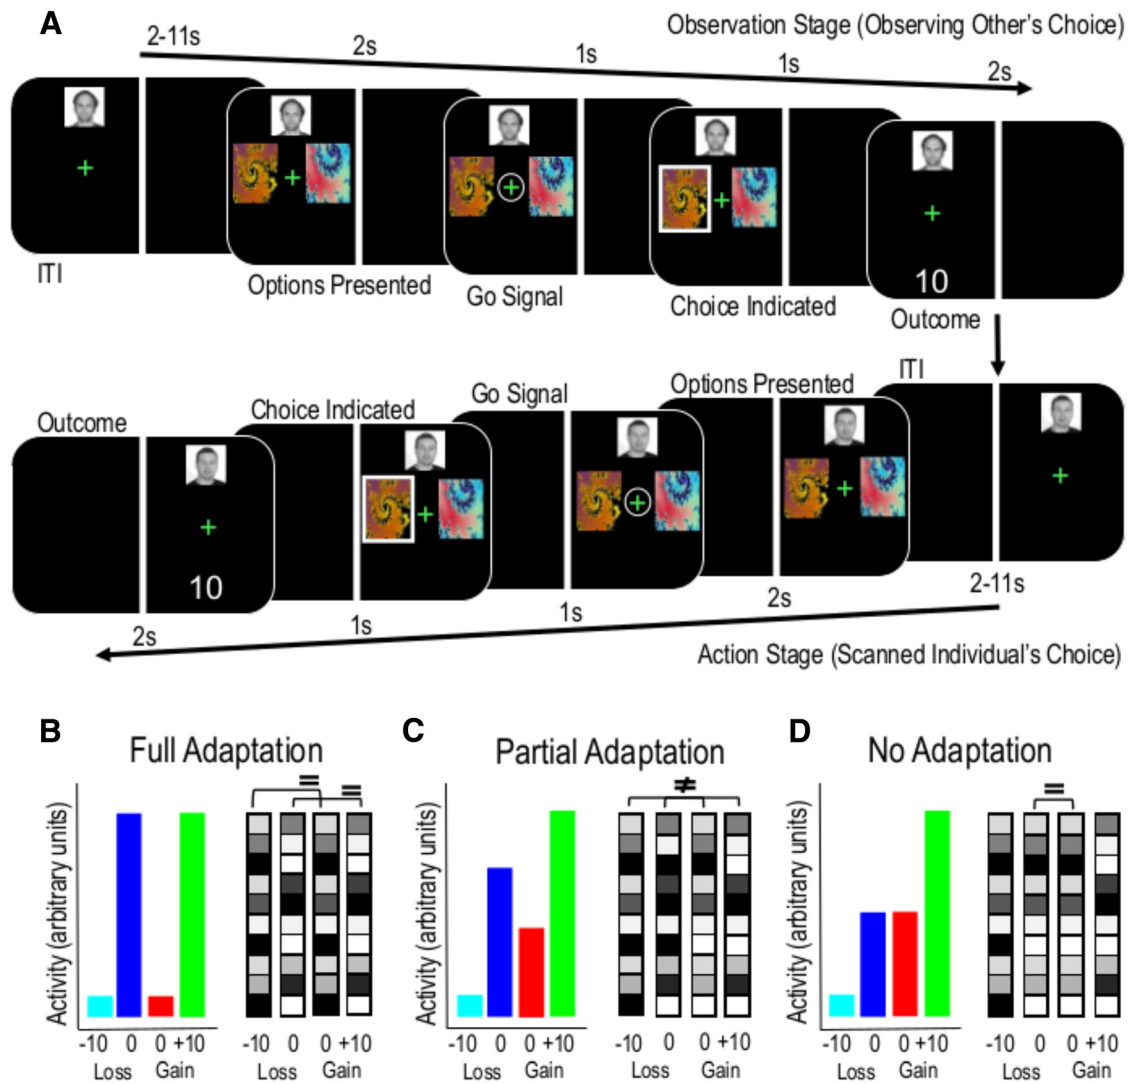 A
Observation Stage (Observing Other's Choice)
2-11s
2s
1s
1s
2s
10
ITI
Options Presented
Go Signal
Choice Indicated
Outcome
ITI
Options Presented
Go Signal
Choice Indicated
Outcome
10
2-11s
2s
1s
1s
2s
Action Stage (Scanned Individual's Choice)
B
Full Adaptation
Activity (arbitrary units)
= =
-10 0 0 +10 -10 0 0 +10
Loss Gain Loss Gain
C
Partial Adaptation
Activity (arbitrary units)
≠
-10 0 0 +10 -10 0 0 +10
Loss Gain Loss Gain
D
No Adaptation
Activity (arbitrary units)
=
-10 0 0 +10 -10 0 0 +10
Loss Gain Loss Gain